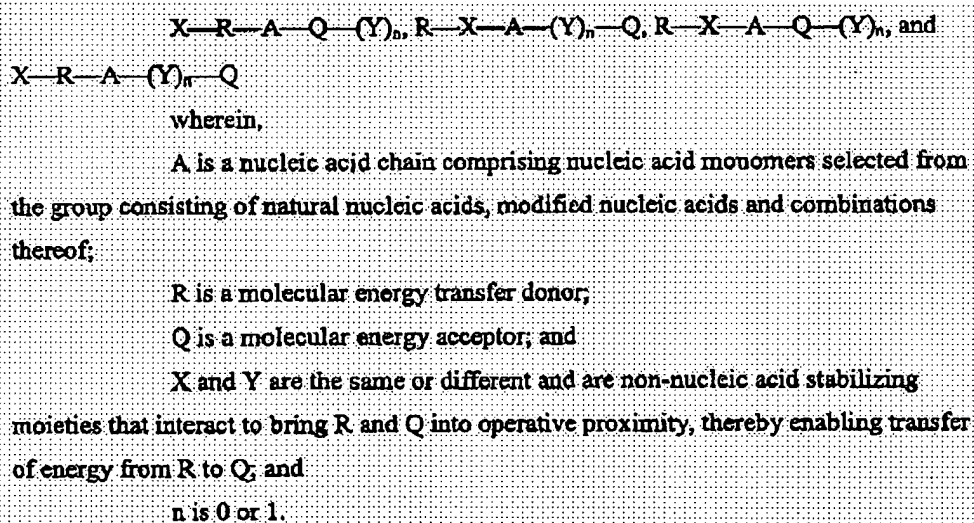 X—R—A—Q—(Y)n, R—X—A—(Y)n—Q, R—X—A—Q—(Y)n, and
X—R—A—(Y)n—Q
wherein,
A is a nucleic acid chain comprising nucleic acid monomers selected from
the group consisting of natural nucleic acids, modified nucleic acids and combinations
thereof;
R is a molecular energy transfer donor;
Q is a molecular energy acceptor; and
X and Y are the same or different and are non-nucleic acid stabilizing
moieties that interact to bring R and Q into operative proximity, thereby enabling transfer
of energy from R to Q; and
n is 0 or 1.